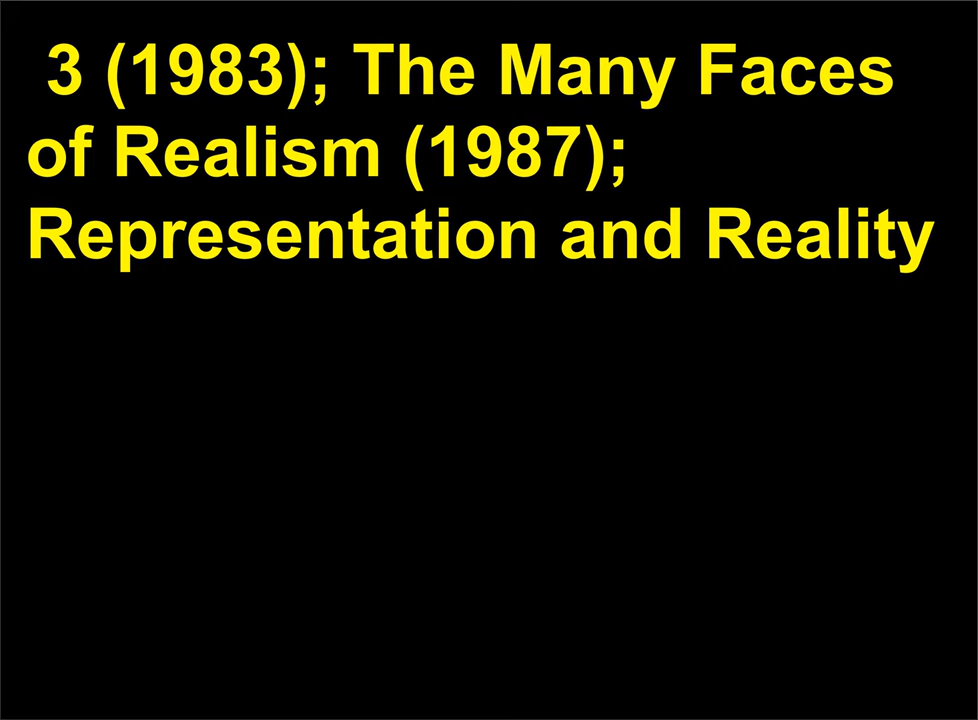 3 (1983); The Many Faces
of Realism (1987);
Representation and Reality